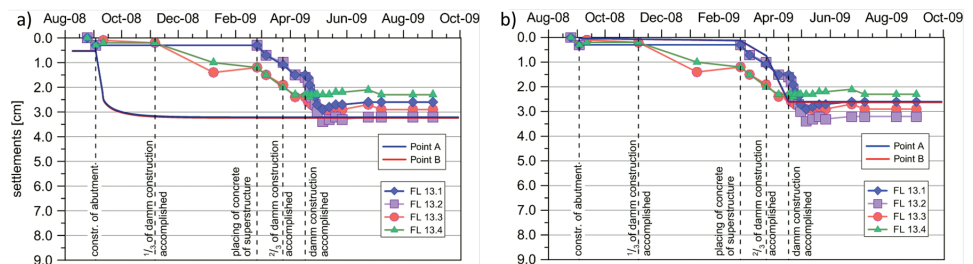 a)
Aug-08 Oct-08 Dec-08 Feb-09 Apr-09 Jun-09 Aug-09 Oct-09
settlements [cm]
0.0
1.0
2.0
3.0
4.0
5.0
6.0
7.0
8.0
9.0
constr. of abutment
1/3 of damm construction
accomplished
placing of concrete
of superstructure
2/3 of damm construction
accomplished
damm construction
accomplished
Point A
Point B
FL 13.1
FL 13.2
FL 13.3
FL 13.4
b)
Aug-08 Oct-08 Dec-08 Feb-09 Apr-09 Jun-09 Aug-09 Oct-09
0.0
1.0
2.0
3.0
4.0
5.0
6.0
7.0
8.0
9.0
constr. of abutment
1/3 of damm construction
accomplished
placing of concrete
of superstructure
2/3 of damm construction
accomplished
damm construction
accomplished
Point A
Point B
FL 13.1
FL 13.2
FL 13.3
FL 13.4